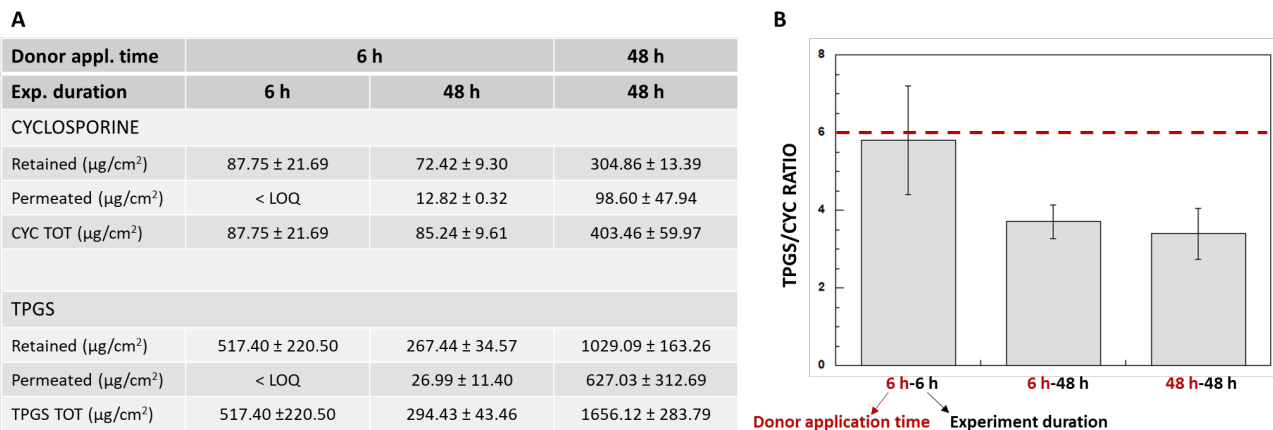 A
Donor appl. time 6 h 48 h
Exp. duration 6 h 48 h 48 h
CYCLOSPORINE
Retained (µg/cm²) 87.75 ± 21.69 72.42 ± 9.30 304.86 ± 13.39
Permeated (µg/cm²) < LOQ 12.82 ± 0.32 98.60 ± 47.94
CYC TOT (µg/cm²) 87.75 ± 21.69 85.24 ± 9.61 403.46 ± 59.97
TPGS
Retained (µg/cm²) 517.40 ± 220.50 267.44 ± 34.57 1029.09 ± 163.26
Permeated (µg/cm²) < LOQ 26.99 ± 11.40 627.03 ± 312.69
TPGS TOT (µg/cm²) 517.40 ±220.50 294.43 ± 43.46 1656.12 ± 283.79
B
TPGS/CYC RATIO
8
6
4
2
0
6 h-6 h 6 h-48 h 48 h-48 h
Donor application time Experiment duration